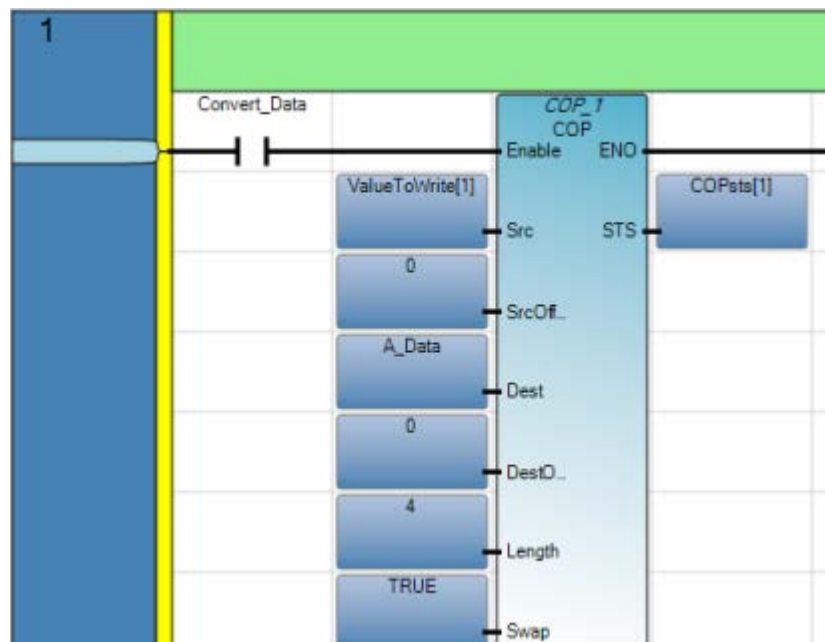 1
Convert_Data
COP_1
COP
Enable ENO
ValueToWrite[1]
COPsts[1]
Src STS
0
SrcOff...
A_Data
Dest
0
DestO...
4
Length
TRUE
Swap